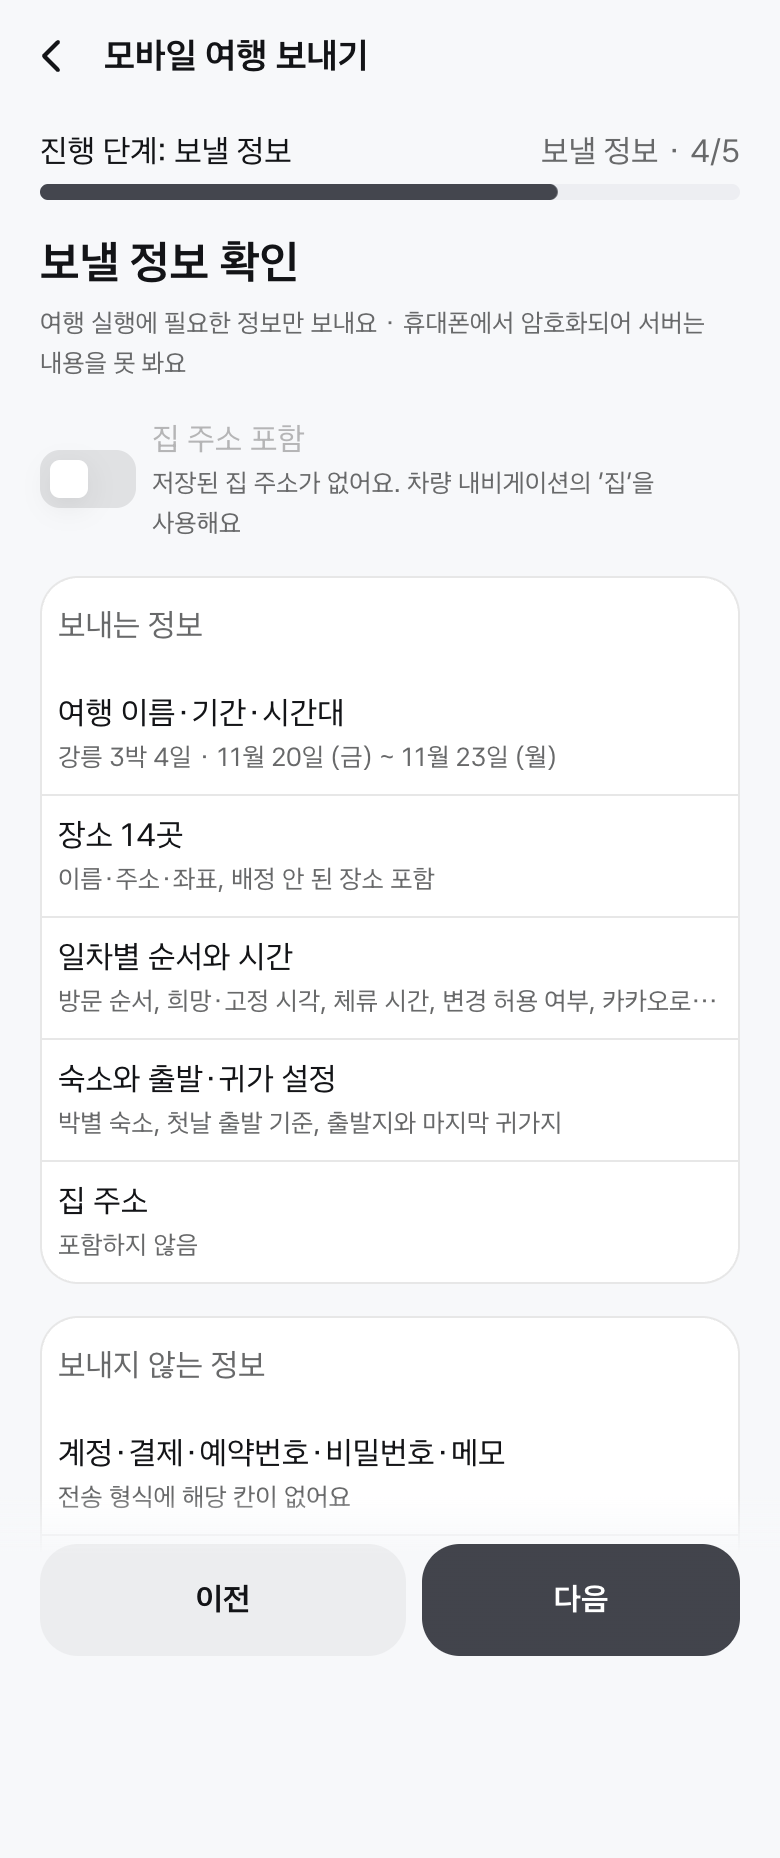 모바일 여행 보내기
진행 단계: 보낼 정보
보낼 정보 · 4/5
보낼 정보 확인
여행 실행에 필요한 정보만 보내요 · 휴대폰에서 암호화되어 서버는
내용을 못 봐요
집 주소 포함
저장된 집 주소가 없어요. 차량 내비게이션의 ‘집’을
사용해요
보내는 정보
여행 이름·기간·시간대
강릉 3박 4일 · 11월 20일 (금) ~ 11월 23일 (월)
장소 14곳
이름·주소·좌표, 배정 안 된 장소 포함
일차별 순서와 시간
방문 순서, 희망·고정 시각, 체류 시간, 변경 허용 여부, 카카오로…
숙소와 출발·귀가 설정
박별 숙소, 첫날 출발 기준, 출발지와 마지막 귀가지
집 주소
포함하지 않음
보내지 않는 정보
계정·결제·예약번호·비밀번호·메모
전송 형식에 해당 칸이 없어요
이전
다음